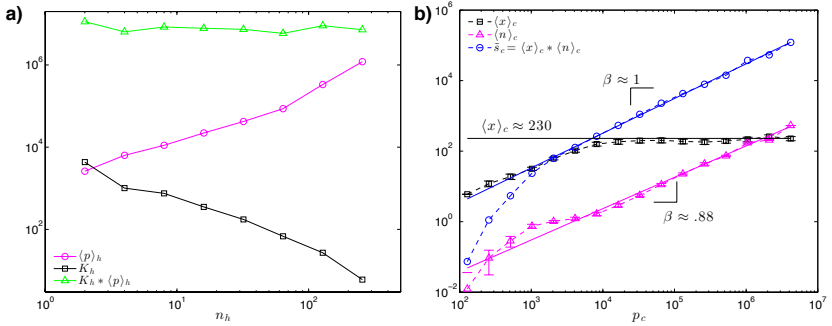 a)
10^6
10^4
10^2
⟨p⟩_h
K_h
K_h * ⟨p⟩_h
10^0
10^1
10^2
n_h
b)
⟨x⟩_c
⟨n⟩_c
s̄_c = ⟨x⟩_c * ⟨n⟩_c
10^6
10^4
10^2
10^0
10^-2
β ≈ 1
⟨x⟩_c ≈ 230
β ≈ .88
10^2
10^3
10^4
10^5
10^6
10^7
p_c